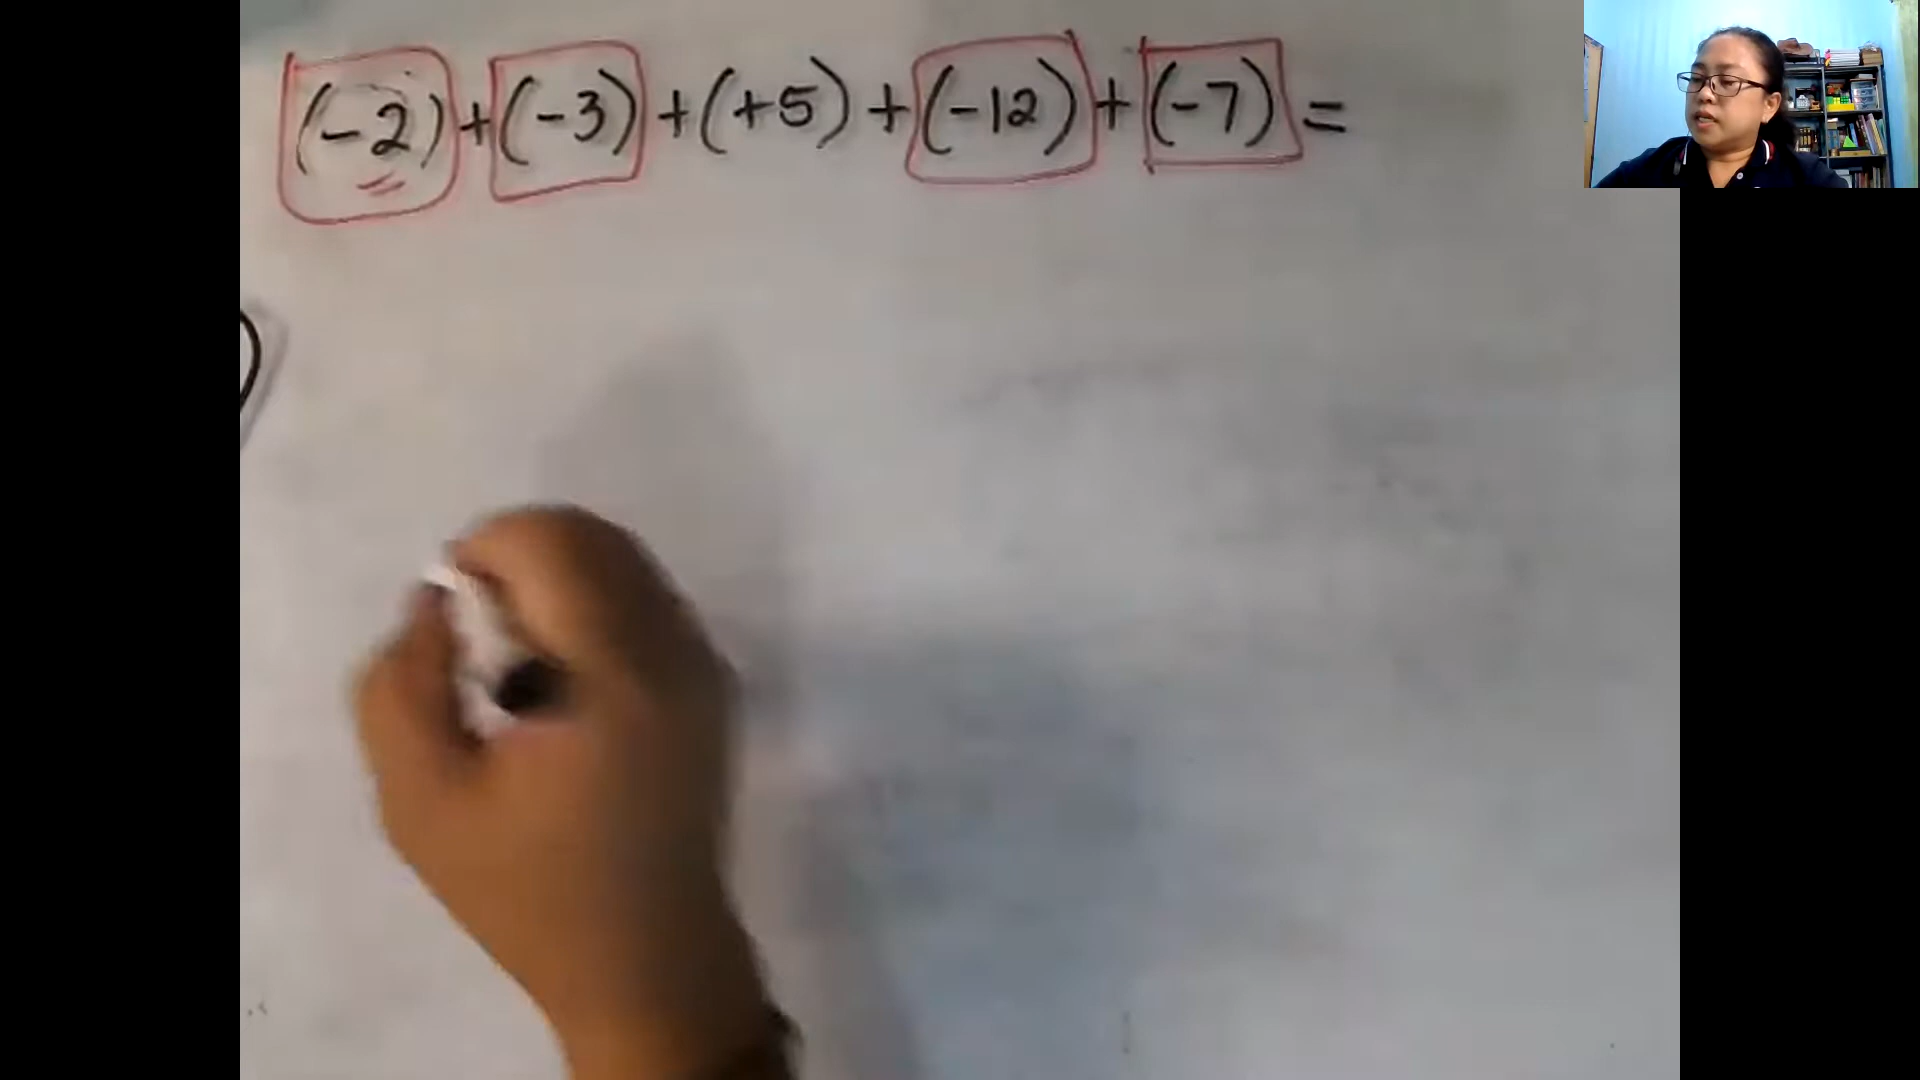 (-2) + (-3) + (+5) + (-12) + (-7) =